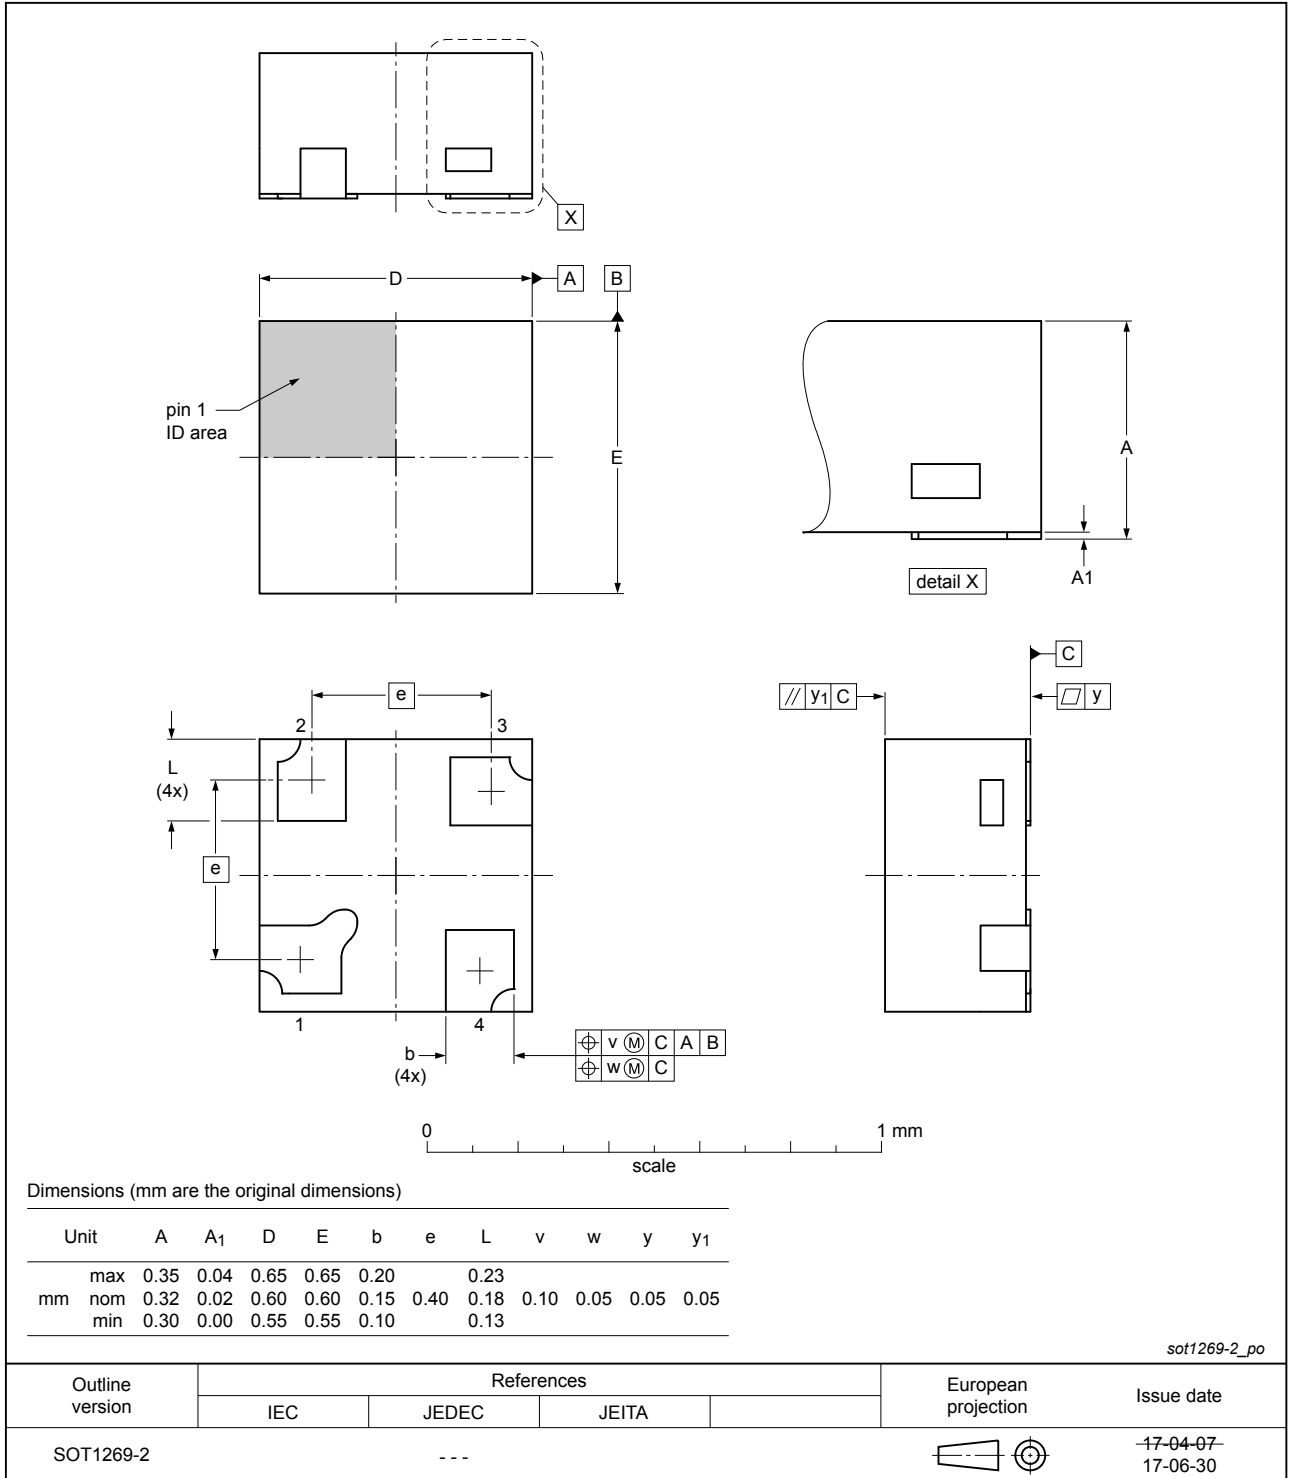 X
D
A
B
pin 1
ID area
E
A
detail X
A1
C
e
// y1 C
⏥ y
2
3
L
(4x)
e
1
4
b
(4x)
⌖ v Ⓜ C A B
⌖ w Ⓜ C
0
1 mm
scale
Dimensions (mm are the original dimensions)
Unit A A1 D E b e L v w y y1
max 0.35 0.04 0.65 0.65 0.20 0.23
mm nom 0.32 0.02 0.60 0.60 0.15 0.40 0.18 0.10 0.05 0.05 0.05
min 0.30 0.00 0.55 0.55 0.10 0.13
sot1269-2_po
Outline
version
References
IEC JEDEC JEITA
European
projection
Issue date
SOT1269-2
- - -
17-04-07
17-06-30